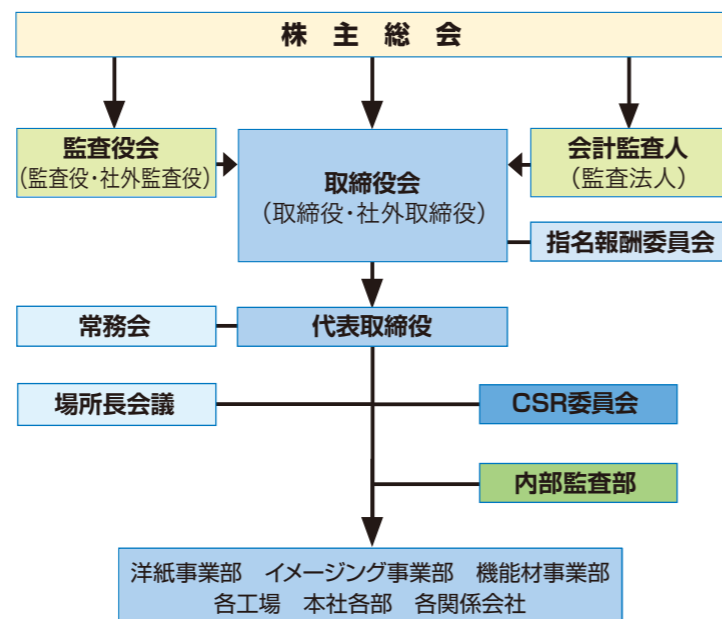 株 主 総 会
監査役会
（監査役・社外監査役）
取締役会
（取締役・社外取締役）
会計監査人
（監査法人）
指名報酬委員会
常務会
代表取締役
場所長会議
CSR委員会
内部監査部
洋紙事業部 イメージング事業部 機能材事業部
各工場 本社各部 各関係会社